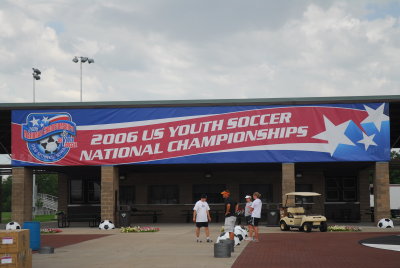 2006 US YOUTH SOCCER
NATIONAL CHAMPIONSHIPS